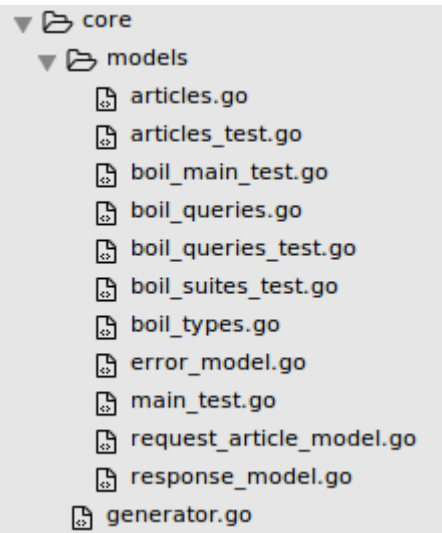 core
models
articles.go
articles_test.go
boil_main_test.go
boil_queries.go
boil_queries_test.go
boil_suites_test.go
boil_types.go
error_model.go
main_test.go
request_article_model.go
response_model.go
generator.go